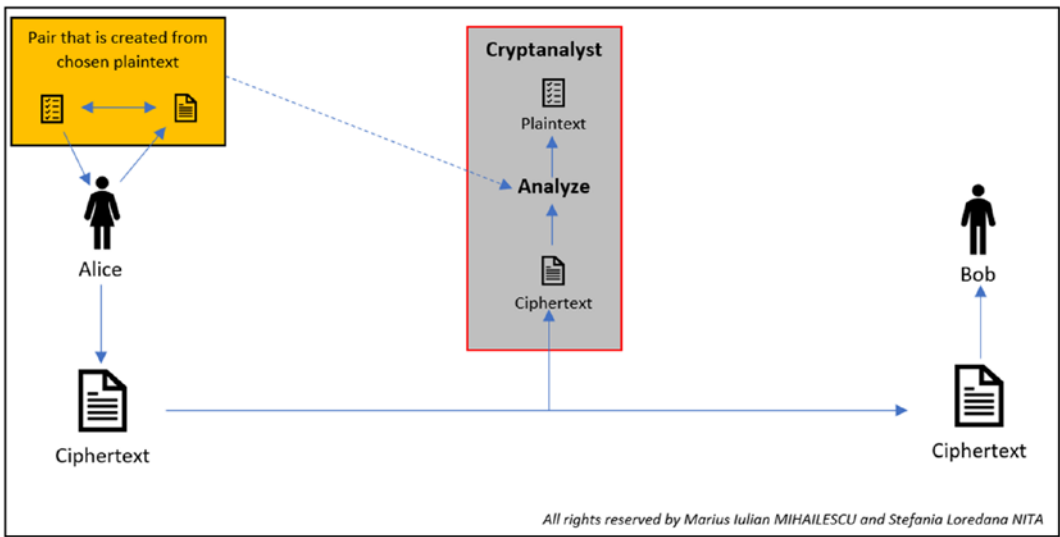 Pair that is created from
chosen plaintext
Cryptanalyst
Plaintext
Analyze
Ciphertext
Alice
Bob
Ciphertext
Ciphertext
All rights reserved by Marius Iulian MIHAILESCU and Stefania Loredana NITA